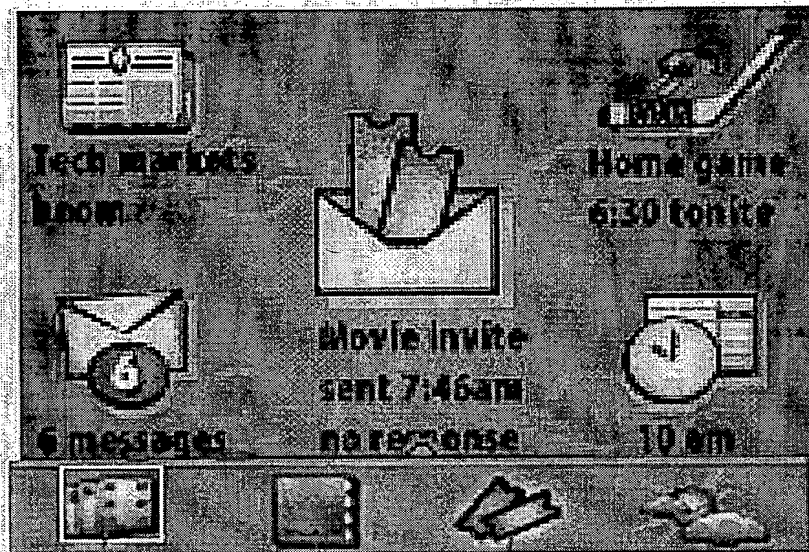 Tech markets
boom
Home game
6:30 tonite
6
6 messages
Movie invite
sent 7:46am
no response
10 am